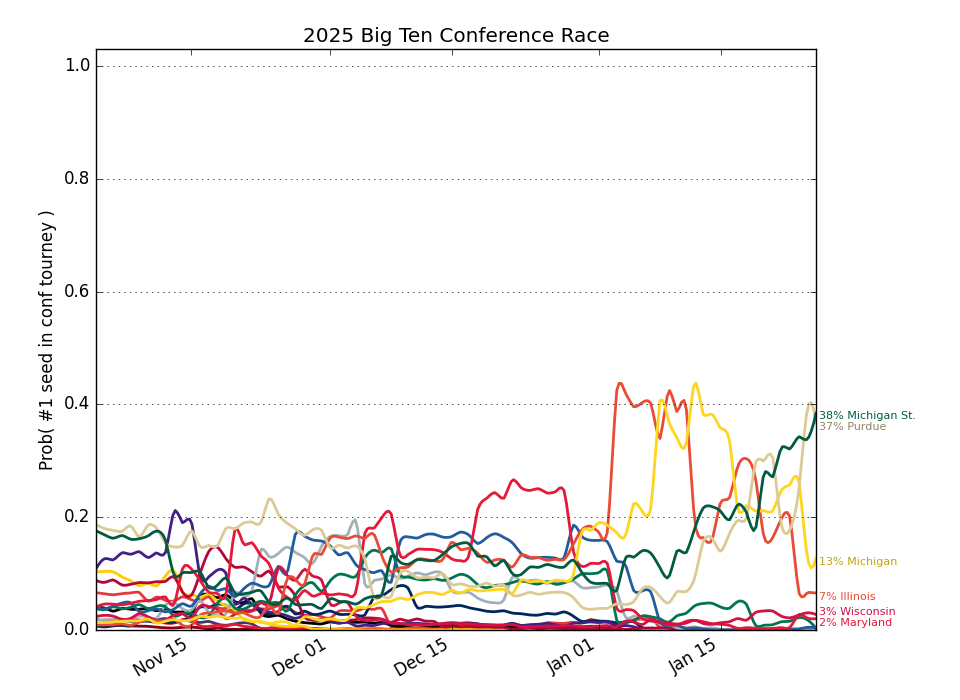 2025 Big Ten Conference Race
Prob( #1 seed in conf tourney )
1.0
0.8
0.6
0.4
0.2
0.0
38% Michigan St.
37% Purdue
13% Michigan
7% Illinois
3% Wisconsin
2% Maryland
Nov 15
Dec 01
Dec 15
Jan 01
Jan 15